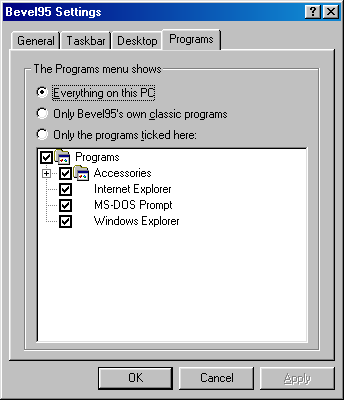 Bevel95 Settings
General Taskbar Desktop Programs
The Programs menu shows
Everything on this PC
Only Bevel95's own classic programs
Only the programs ticked here:
Programs
Accessories
Internet Explorer
MS-DOS Prompt
Windows Explorer
OK Cancel Apply